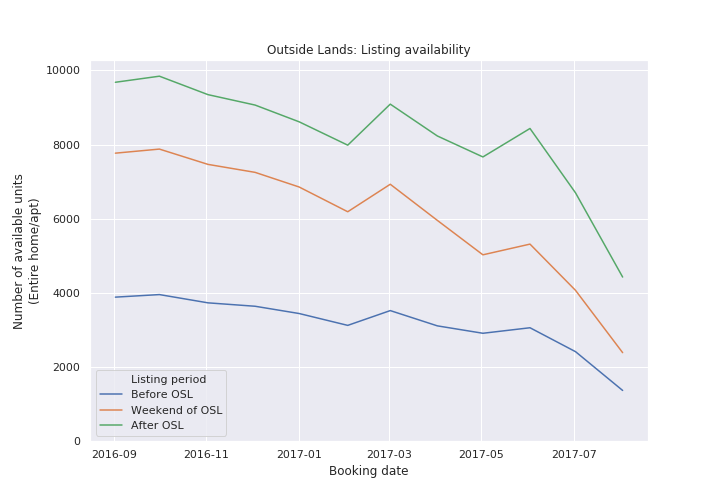 Outside Lands: Listing availability
Number of available units
(Entire home/apt)
10000
8000
6000
4000
2000
0
Listing period
Before OSL
Weekend of OSL
After OSL
2016-09
2016-11
2017-01
2017-03
2017-05
2017-07
Booking date